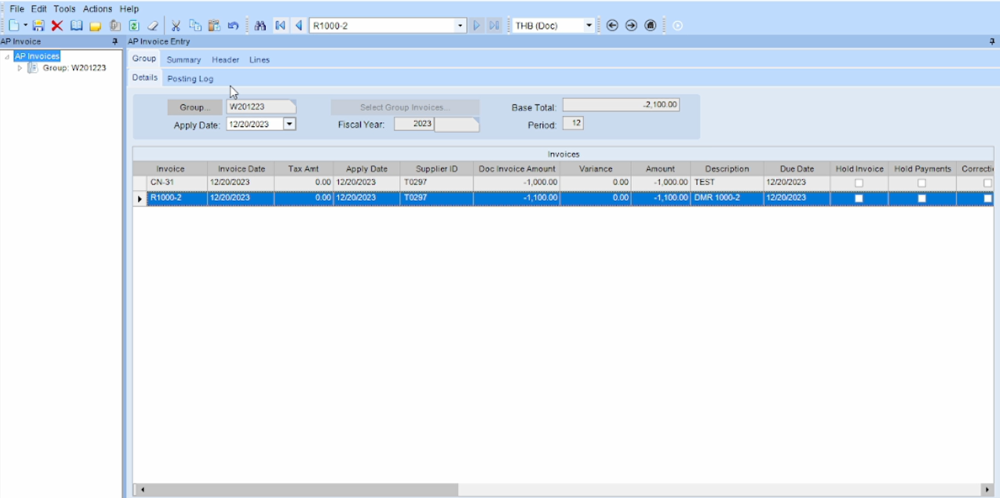 File Edit Tools Actions Help
R1000-2 THB (Doc)
AP Invoice
AP Invoices
Group: W201223
AP Invoice Entry
Group Summary Header Lines
Details Posting Log
Group... W201223 Select Group Invoices... Base Total: -2,100.00
Apply Date: 12/20/2023 Fiscal Year: 2023 Period: 12
Invoices
Invoice Invoice Date Tax Amt Apply Date Supplier ID Doc Invoice Amount Variance Amount Description Due Date Hold Invoice Hold Payments Correcti
CN-31 12/20/2023 0.00 12/20/2023 T0297 -1,000.00 0.00 -1,000.00 TEST 12/20/2023
R1000-2 12/20/2023 0.00 12/20/2023 T0297 -1,100.00 0.00 -1,100.00 DMR 1000-2 12/20/2023